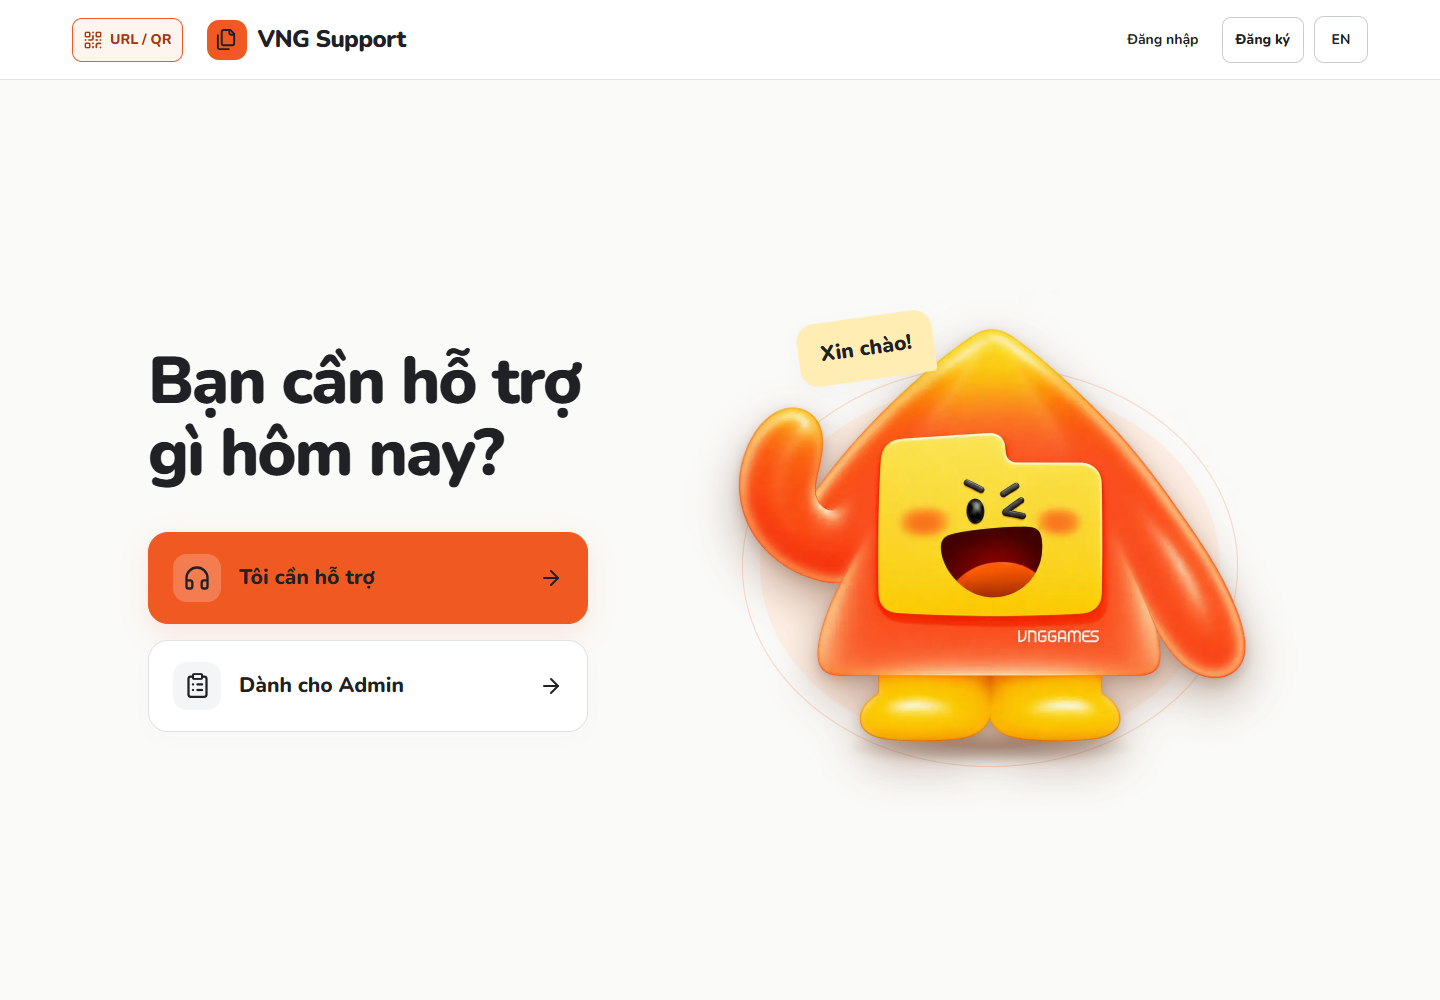 URL / QR
VNG Support
Đăng nhập
Đăng ký
EN
Bạn cần hỗ trợ
gì hôm nay?
Tôi cần hỗ trợ
Dành cho Admin
Xin chào!
VNGGAMES